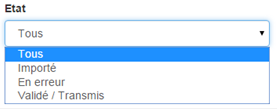 Etat
Tous
Tous
Importé
En erreur
Validé / Transmis